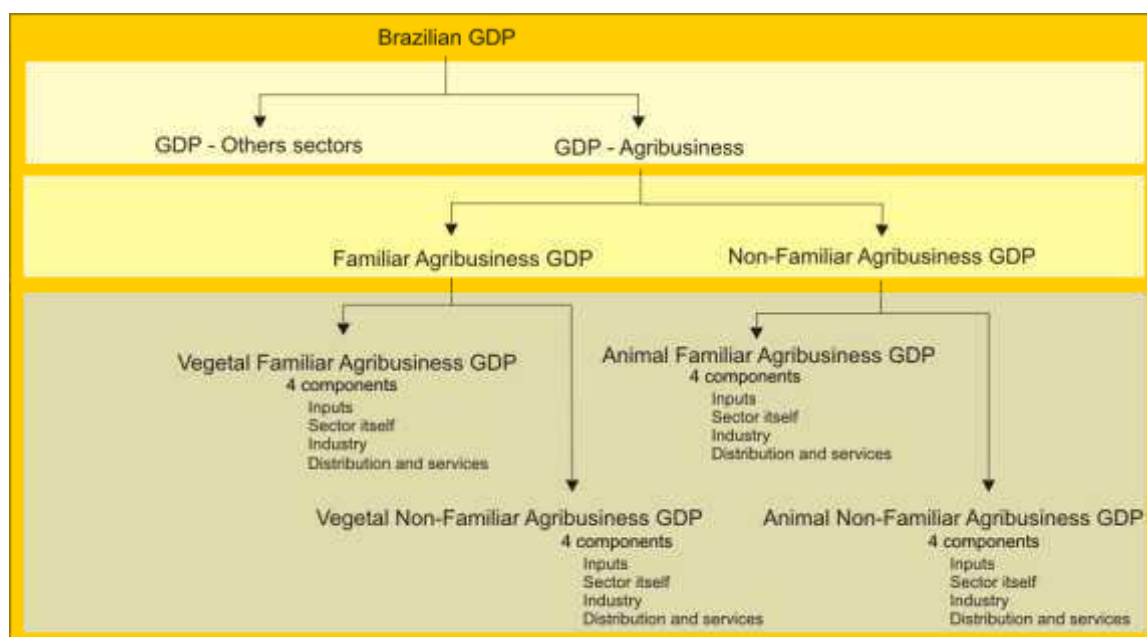 Brazilian GDP
GDP - Others sectors
GDP - Agribusiness
Familiar Agribusiness GDP
Non-Familiar Agribusiness GDP
Vegetal Familiar Agribusiness GDP
4 components
Inputs
Sector itself
Industry
Distribution and services
Animal Familiar Agribusiness GDP
4 components
Inputs
Sector itself
Industry
Distribution and services
Vegetal Non-Familiar Agribusiness GDP
4 components
Inputs
Sector itself
Industry
Distribution and services
Animal Non-Familiar Agribusiness GDP
4 components
Inputs
Sector itself
Industry
Distribution and services